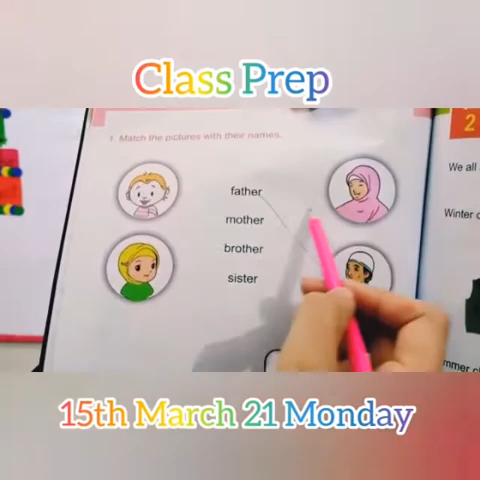 Class Prep
1. Match the pictures with their names.
father
mother
brother
sister
2
We all
Winter
15th March 21 Monday